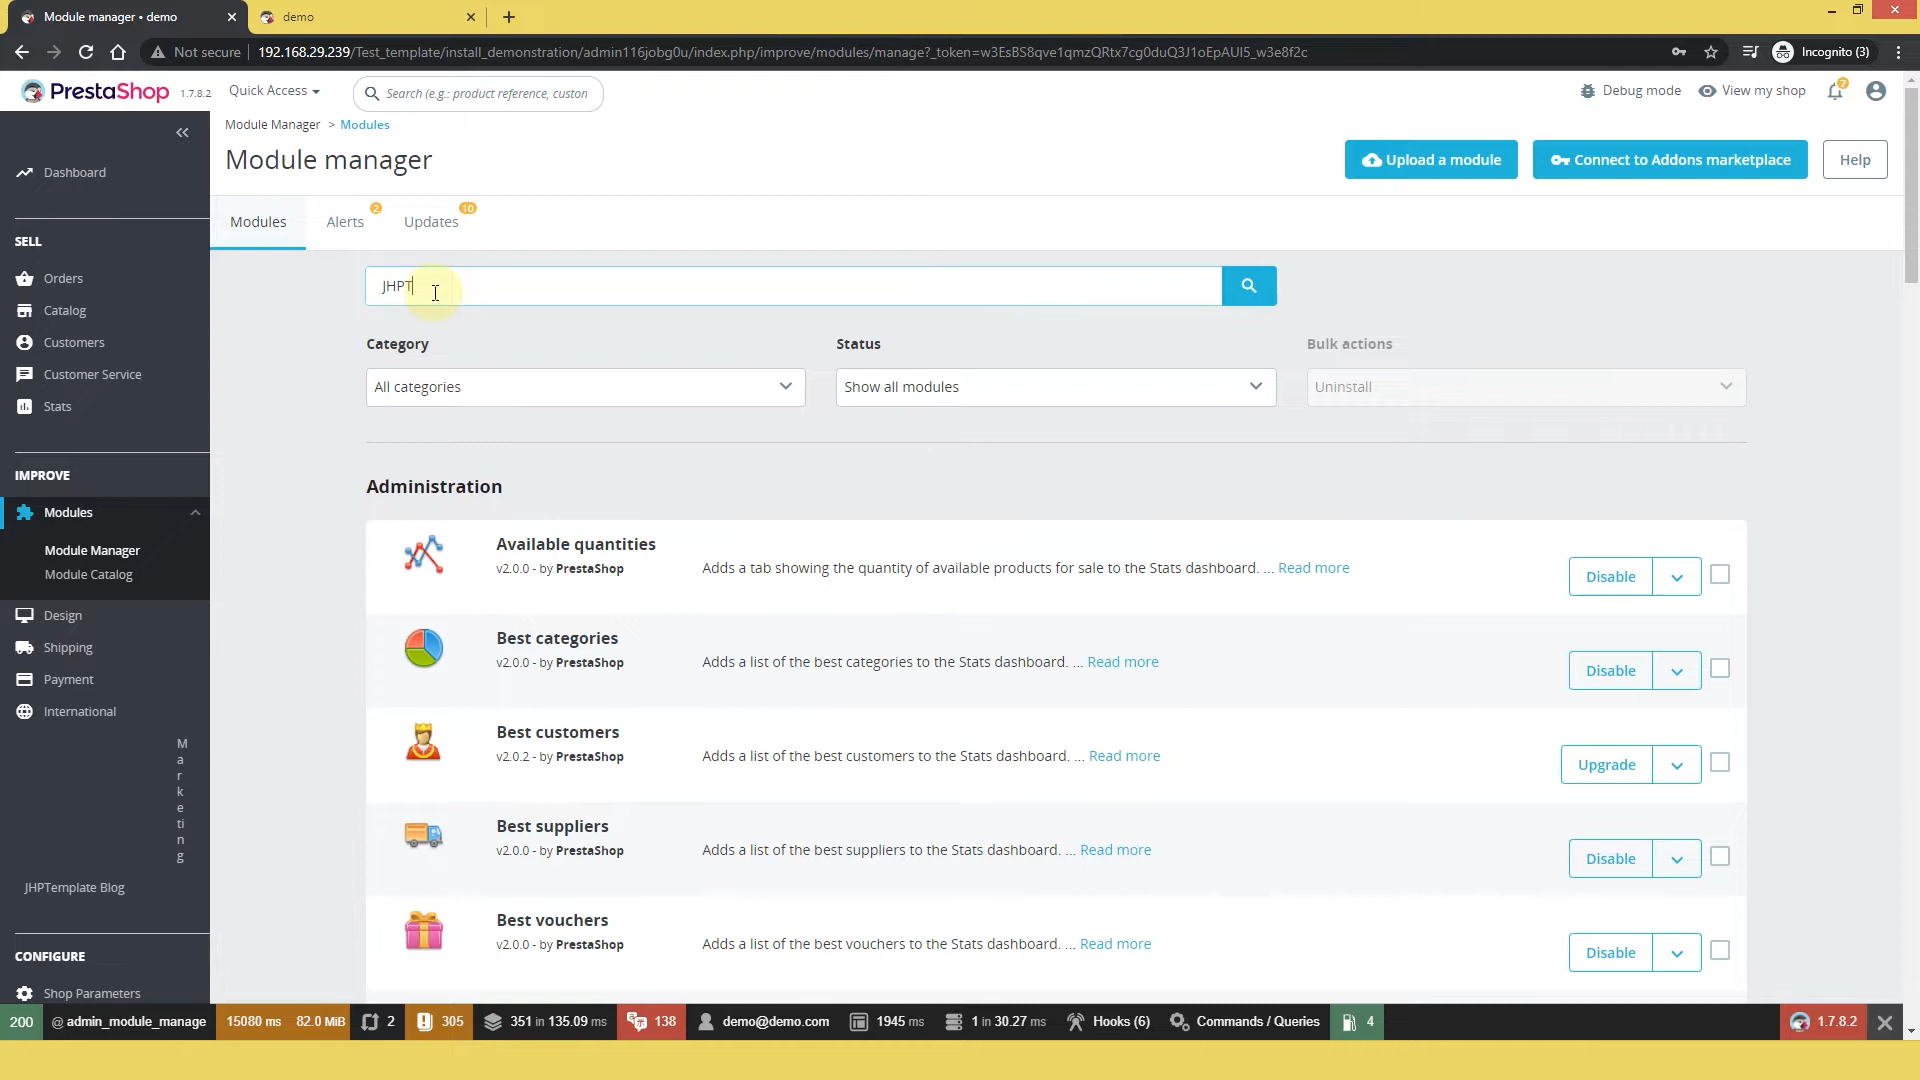 Module manager • demo
demo
Not secure
192.168.29.239/Test_template/install_demonstration/admin116jobg0u/index.php/improve/modules/manage?_token=w3EsBS8qve1qmzQRtx7cg0duQ3J1oEpAUI5_w3e8f2c
Incognito (3)
PrestaShop 1.7.8.2
Quick Access
Search (e.g.: product reference, custon
Debug mode
View my shop
7
Module Manager > Modules
Module manager
Upload a module
Connect to Addons marketplace
Help
Modules
Alerts 2
Updates 10
Dashboard
SELL
Orders
Catalog
Customers
Customer Service
Stats
IMPROVE
Modules
Module Manager
Module Catalog
Design
Shipping
Payment
International
M
a
r
k
e
ti
n
g
JHPTemplate Blog
CONFIGURE
Shop Parameters
JHPT
Category
Status
Bulk actions
All categories
Show all modules
Uninstall
Administration
Available quantities
v2.0.0 - by PrestaShop
Adds a tab showing the quantity of available products for sale to the Stats dashboard. ... Read more
Disable
Best categories
v2.0.0 - by PrestaShop
Adds a list of the best categories to the Stats dashboard. ... Read more
Disable
Best customers
v2.0.2 - by PrestaShop
Adds a list of the best customers to the Stats dashboard. ... Read more
Upgrade
Best suppliers
v2.0.0 - by PrestaShop
Adds a list of the best suppliers to the Stats dashboard. ... Read more
Disable
Best vouchers
v2.0.0 - by PrestaShop
Adds a list of the best vouchers to the Stats dashboard. ... Read more
Disable
200 @ admin_module_manage 15080 ms 82.0 MiB 2 305 351 in 135.09 ms 138 demo@demo.com 1945 ms 1 in 30.27 ms Hooks (6) Commands / Queries 4 1.7.8.2